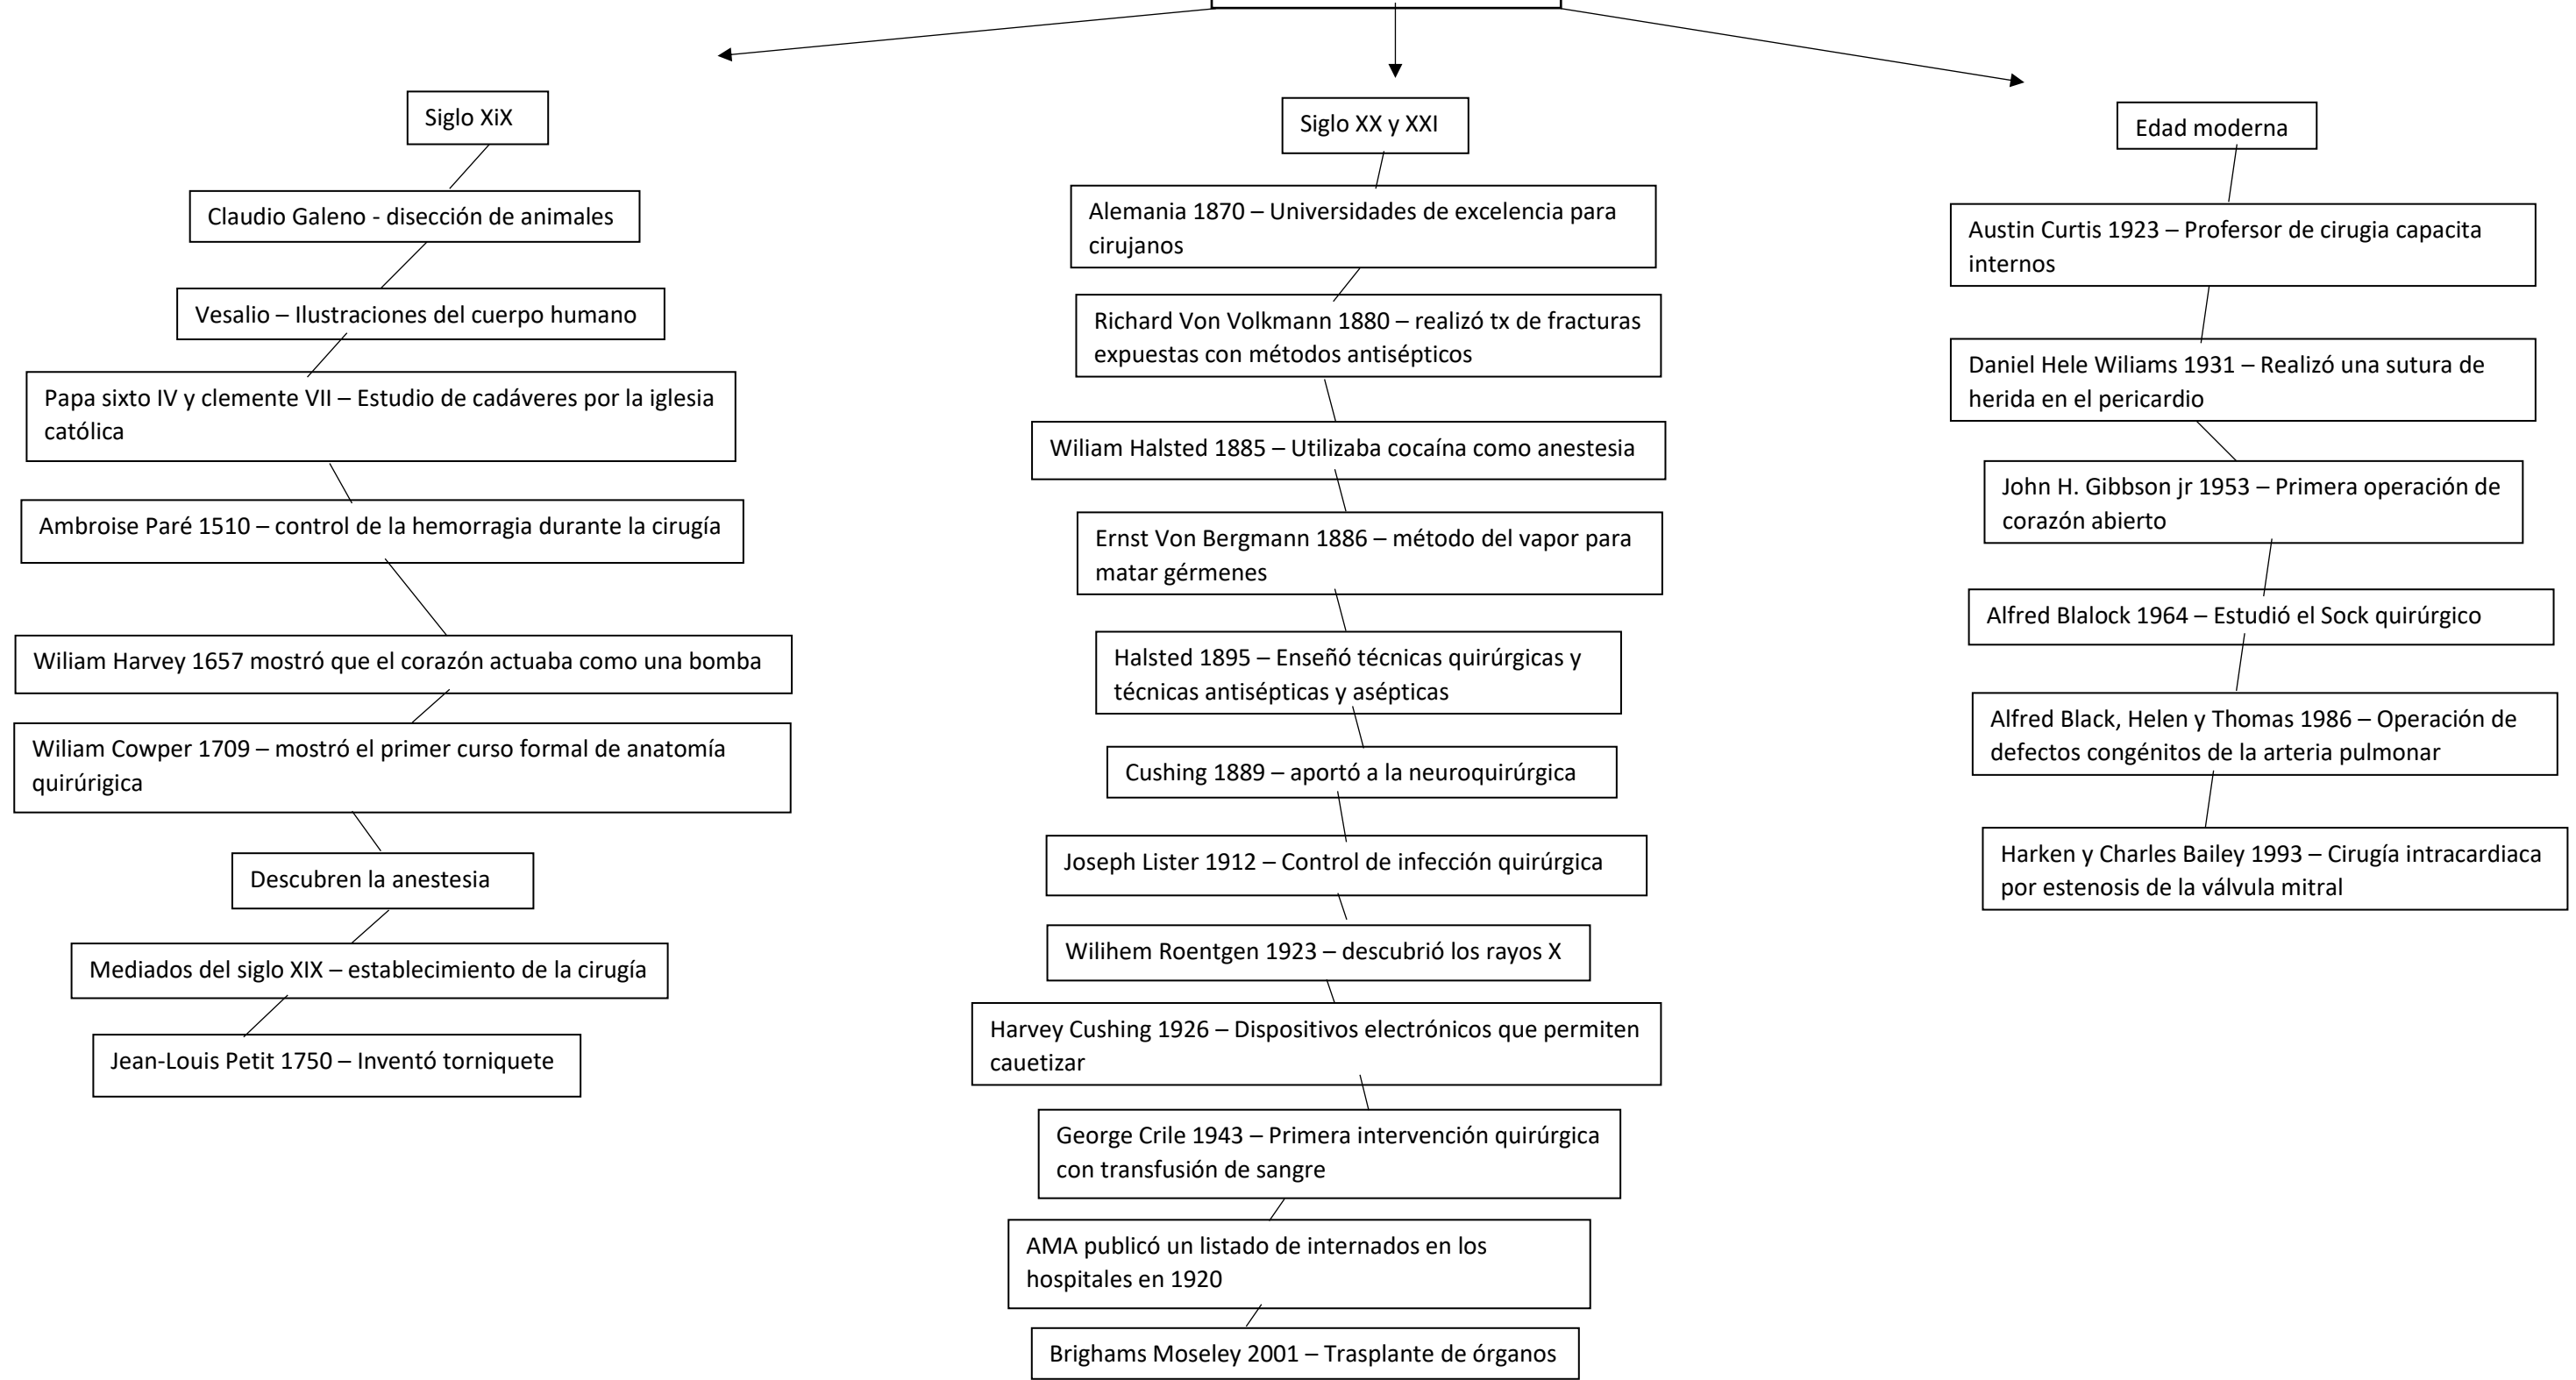 Siglo XiX
Claudio Galeno - disección de animales
Vesalio – Ilustraciones del cuerpo humano
Papa sixto IV y clemente VII – Estudio de cadáveres por la iglesia
católica
Ambroise Paré 1510 – control de la hemorragia durante la cirugía
Wiliam Harvey 1657 mostró que el corazón actuaba como una bomba
Wiliam Cowper 1709 – mostró el primer curso formal de anatomía
quirúrigica
Descubren la anestesia
Mediados del siglo XIX – establecimiento de la cirugía
Jean-Louis Petit 1750 – Inventó torniquete
Siglo XX y XXI
Alemania 1870 – Universidades de excelencia para
cirujanos
Richard Von Volkmann 1880 – realizó tx de fracturas
expuestas con métodos antisépticos
Wiliam Halsted 1885 – Utilizaba cocaína como anestesia
Ernst Von Bergmann 1886 – método del vapor para
matar gérmenes
Halsted 1895 – Enseñó técnicas quirúrgicas y
técnicas antisépticas y asépticas
Cushing 1889 – aportó a la neuroquirúrgica
Joseph Lister 1912 – Control de infección quirúrgica
Wilihem Roentgen 1923 – descubrió los rayos X
Harvey Cushing 1926 – Dispositivos electrónicos que permiten
cauetizar
George Crile 1943 – Primera intervención quirúrgica
con transfusión de sangre
AMA publicó un listado de internados en los
hospitales en 1920
Brighams Moseley 2001 – Trasplante de órganos
Edad moderna
Austin Curtis 1923 – Profersor de cirugia capacita
internos
Daniel Hele Wiliams 1931 – Realizó una sutura de
herida en el pericardio
John H. Gibbson jr 1953 – Primera operación de
corazón abierto
Alfred Blalock 1964 – Estudió el Sock quirúrgico
Alfred Black, Helen y Thomas 1986 – Operación de
defectos congénitos de la arteria pulmonar
Harken y Charles Bailey 1993 – Cirugía intracardiaca
por estenosis de la válvula mitral